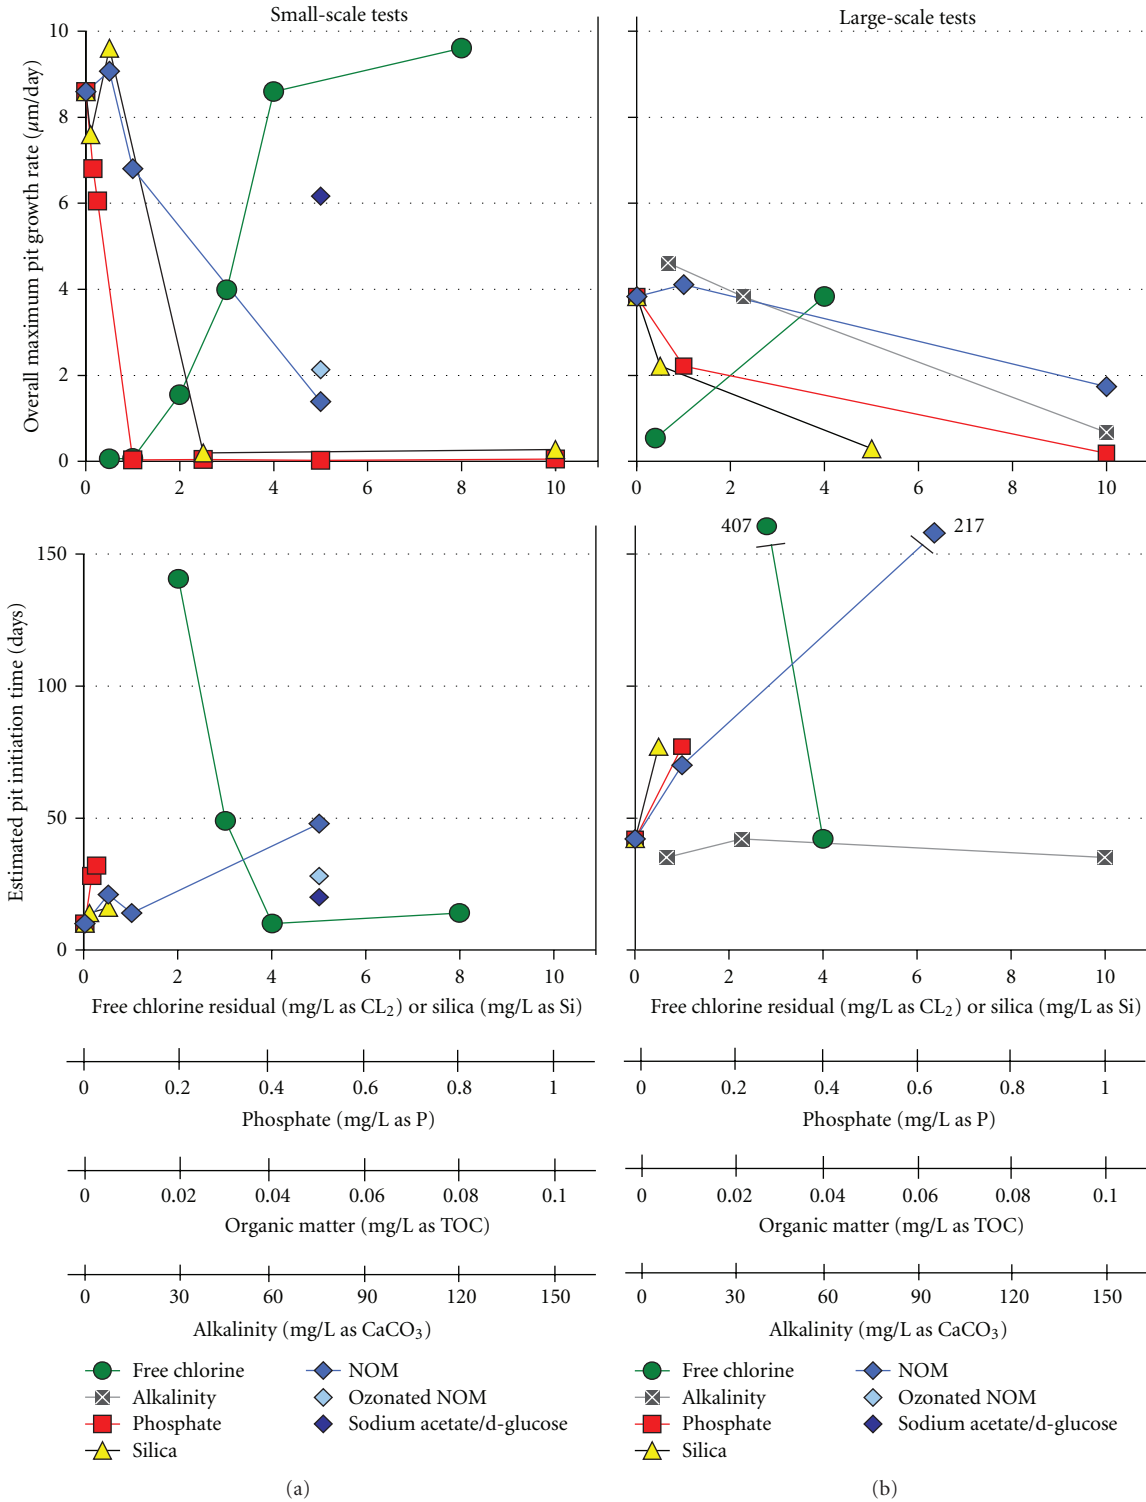 Small-scale tests
Large-scale tests
Overall maximum pit growth rate (µm/day)
10
8
6
4
2
0
0 2 4 6 8 10
0 2 4 6 8 10
Estimated pit initiation time (days)
150
100
50
0
407
217
0 2 4 6 8 10
0 2 4 6 8 10
Free chlorine residual (mg/L as CL2) or silica (mg/L as Si)
Free chlorine residual (mg/L as CL2) or silica (mg/L as Si)
0 0.2 0.4 0.6 0.8 1
0 0.2 0.4 0.6 0.8 1
Phosphate (mg/L as P)
Phosphate (mg/L as P)
0 0.02 0.04 0.06 0.08 0.1
0 0.02 0.04 0.06 0.08 0.1
Organic matter (mg/L as TOC)
Organic matter (mg/L as TOC)
0 30 60 90 120 150
0 30 60 90 120 150
Alkalinity (mg/L as CaCO3)
Alkalinity (mg/L as CaCO3)
Free chlorine
Alkalinity
Phosphate
Silica
NOM
Ozonated NOM
Sodium acetate/d-glucose
Free chlorine
Alkalinity
Phosphate
Silica
NOM
Ozonated NOM
Sodium acetate/d-glucose
(a)
(b)